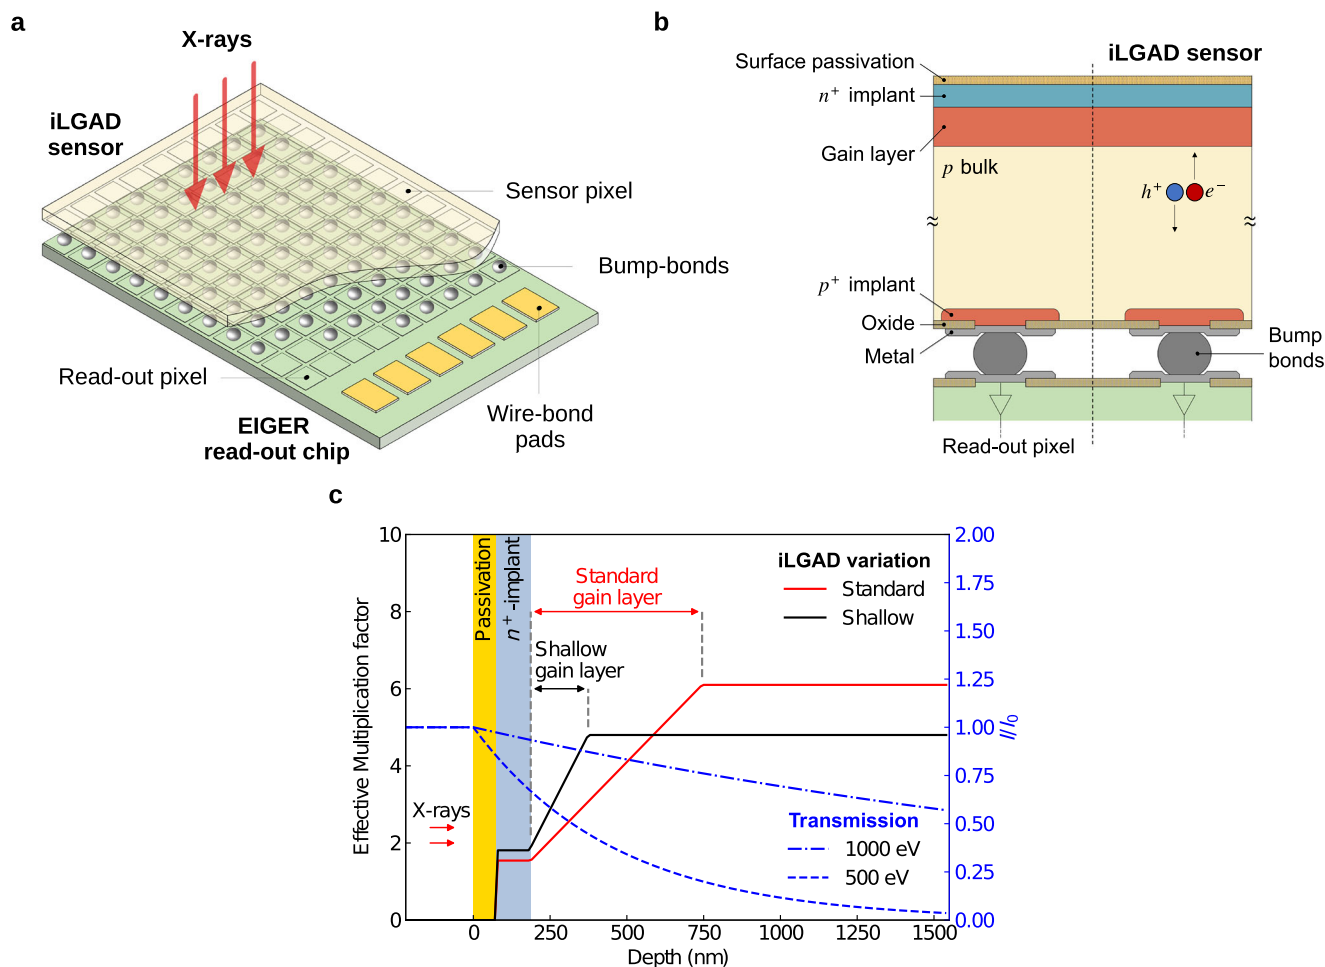 a
X-rays
iLGAD
sensor
Sensor pixel
Bump-bonds
Read-out pixel
EIGER
read-out chip
Wire-bond
pads
b
iLGAD sensor
Surface passivation
n⁺ implant
Gain layer
p bulk
h⁺
e⁻
≈
≈
p⁺ implant
Oxide
Metal
Bump
bonds
Read-out pixel
c
Effective Multiplication factor
10
8
6
4
2
0
Passivation
n⁺-implant
Standard
gain layer
Shallow
gain layer
X-rays
iLGAD variation
Standard
Shallow
Transmission
1000 eV
500 eV
2.00
1.75
1.50
1.25
1.00
0.75
0.50
0.25
0.00
I/I₀
0
250
500
750
1000
1250
1500
Depth (nm)